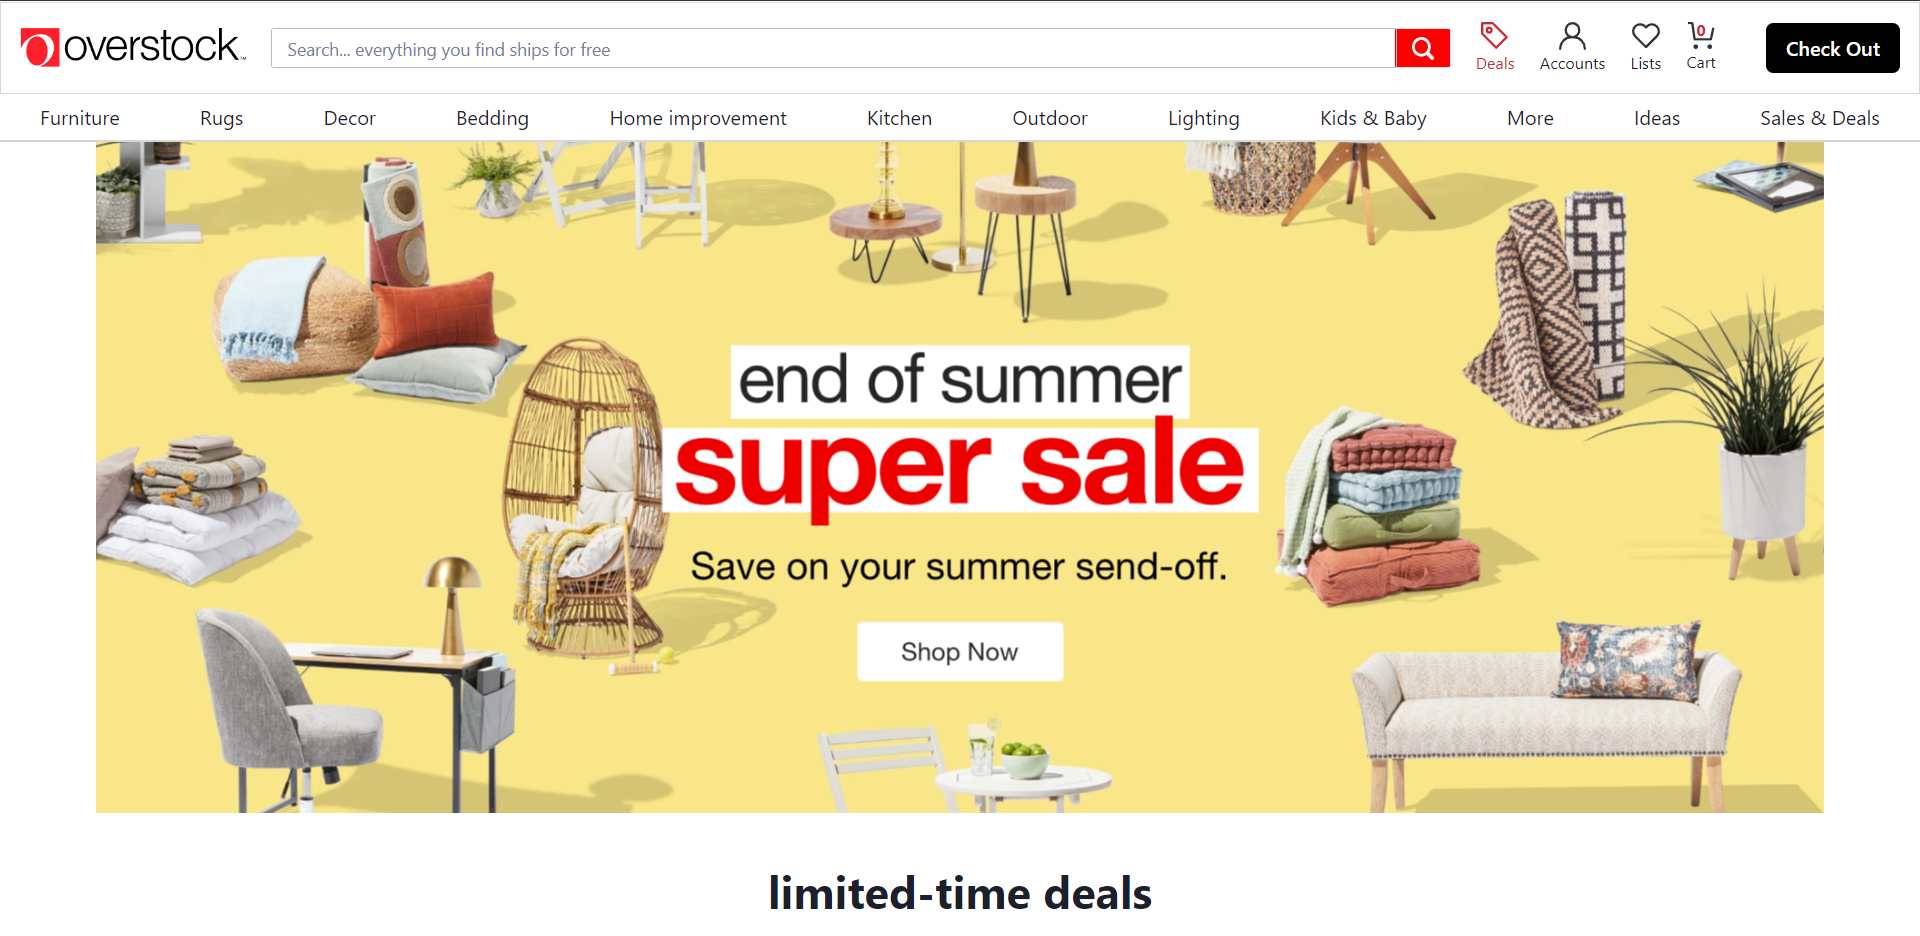 overstock™
Search... everything you find ships for free
Deals
Accounts
Lists
0
Cart
Check Out
Furniture
Rugs
Decor
Bedding
Home improvement
Kitchen
Outdoor
Lighting
Kids & Baby
More
Ideas
Sales & Deals
end of summer
super sale
Save on your summer send-off.
Shop Now
limited-time deals